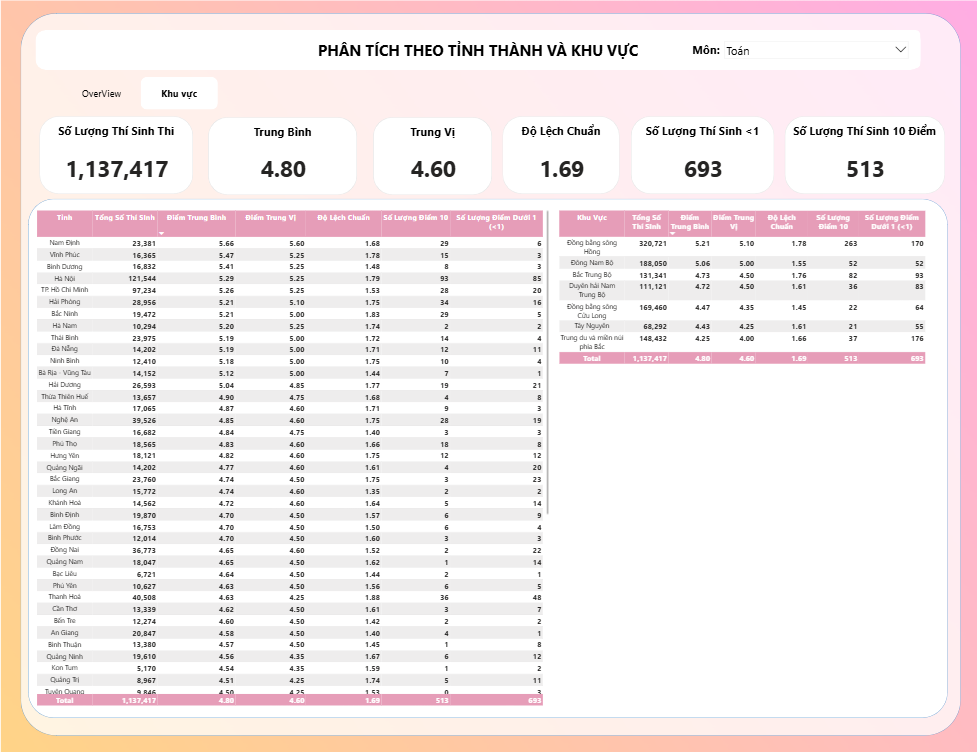 PHÂN TÍCH THEO TỈNH THÀNH VÀ KHU VỰC
Môn: Toán
OverView Khu vực
Số Lượng Thí Sinh Thi
1,137,417
Trung Bình
4.80
Trung Vị
4.60
Độ Lệch Chuẩn
1.69
Số Lượng Thí Sinh <1
693
Số Lượng Thí Sinh 10 Điểm
513
Tỉnh Tổng Số Thí Sinh Điểm Trung Bình Điểm Trung Vị Độ Lệch Chuẩn Số Lượng Điểm 10 Số Lượng Điểm Dưới 1
(<1)
Nam Định 23,381 5.66 5.60 1.68 29 6
Vĩnh Phúc 16,365 5.47 5.25 1.78 15 3
Bình Dương 16,832 5.41 5.25 1.48 8 3
Hà Nội 121,544 5.29 5.25 1.79 93 85
TP. Hồ Chí Minh 97,234 5.26 5.25 1.53 28 20
Hải Phòng 28,956 5.21 5.10 1.75 34 16
Bắc Ninh 19,472 5.21 5.00 1.83 29 5
Hà Nam 10,294 5.20 5.25 1.74 2 2
Thái Bình 23,975 5.19 5.00 1.72 14 4
Đà Nẵng 14,202 5.19 5.00 1.71 12 11
Ninh Bình 12,410 5.18 5.00 1.75 10 4
Bà Rịa - Vũng Tàu 14,152 5.12 5.00 1.44 7 1
Hải Dương 26,593 5.04 4.85 1.77 19 21
Thừa Thiên Huế 13,657 4.90 4.75 1.68 4 8
Hà Tĩnh 17,065 4.87 4.60 1.71 9 3
Nghệ An 39,526 4.85 4.60 1.75 28 19
Tiền Giang 16,682 4.84 4.75 1.40 3 3
Phú Thọ 18,565 4.83 4.60 1.66 18 8
Hưng Yên 18,121 4.82 4.60 1.75 12 12
Quảng Ngãi 14,202 4.77 4.60 1.61 4 20
Bắc Giang 23,760 4.74 4.50 1.75 3 23
Long An 15,772 4.74 4.60 1.35 2 2
Khánh Hoà 14,562 4.72 4.60 1.64 5 14
Bình Định 19,870 4.70 4.50 1.57 6 9
Lâm Đồng 16,753 4.70 4.50 1.50 6 4
Bình Phước 12,014 4.70 4.50 1.60 3 3
Đồng Nai 36,773 4.65 4.60 1.52 2 22
Quảng Nam 18,047 4.65 4.50 1.62 1 14
Bạc Liêu 6,721 4.64 4.50 1.44 2 1
Phú Yên 10,627 4.63 4.50 1.56 6 5
Thanh Hoá 40,508 4.63 4.25 1.88 36 48
Cần Thơ 13,339 4.62 4.50 1.61 3 7
Bến Tre 12,274 4.60 4.50 1.42 2 2
An Giang 20,847 4.58 4.50 1.40 4 1
Bình Thuận 13,380 4.57 4.50 1.45 1 8
Quảng Ninh 19,610 4.56 4.35 1.67 6 12
Kon Tum 5,170 4.54 4.35 1.59 1 2
Quảng Trị 8,967 4.51 4.25 1.74 5 11
Tuyên Quang 9,846 4.50 4.25 1.53 0 3
Total 1,137,417 4.80 4.60 1.69 513 693
Khu Vực Tổng Số Điểm Điểm Trung Độ Lệch Số Lượng Số Lượng Điểm
Thí Sinh Trung Bình Vị Chuẩn Điểm 10 Dưới 1 (<1)
Đồng bằng sông 320,721 5.21 5.10 1.78 263 170
Hồng
Đông Nam Bộ 188,050 5.06 5.00 1.55 52 52
Bắc Trung Bộ 131,341 4.73 4.50 1.76 82 93
Duyên hải Nam 111,121 4.72 4.50 1.61 36 83
Trung Bộ
Đồng bằng sông 169,460 4.47 4.35 1.45 22 64
Cửu Long
Tây Nguyên 68,292 4.43 4.25 1.61 21 55
Trung du và miền núi 148,432 4.25 4.00 1.66 37 176
phía Bắc
Total 1,137,417 4.80 4.60 1.69 513 693